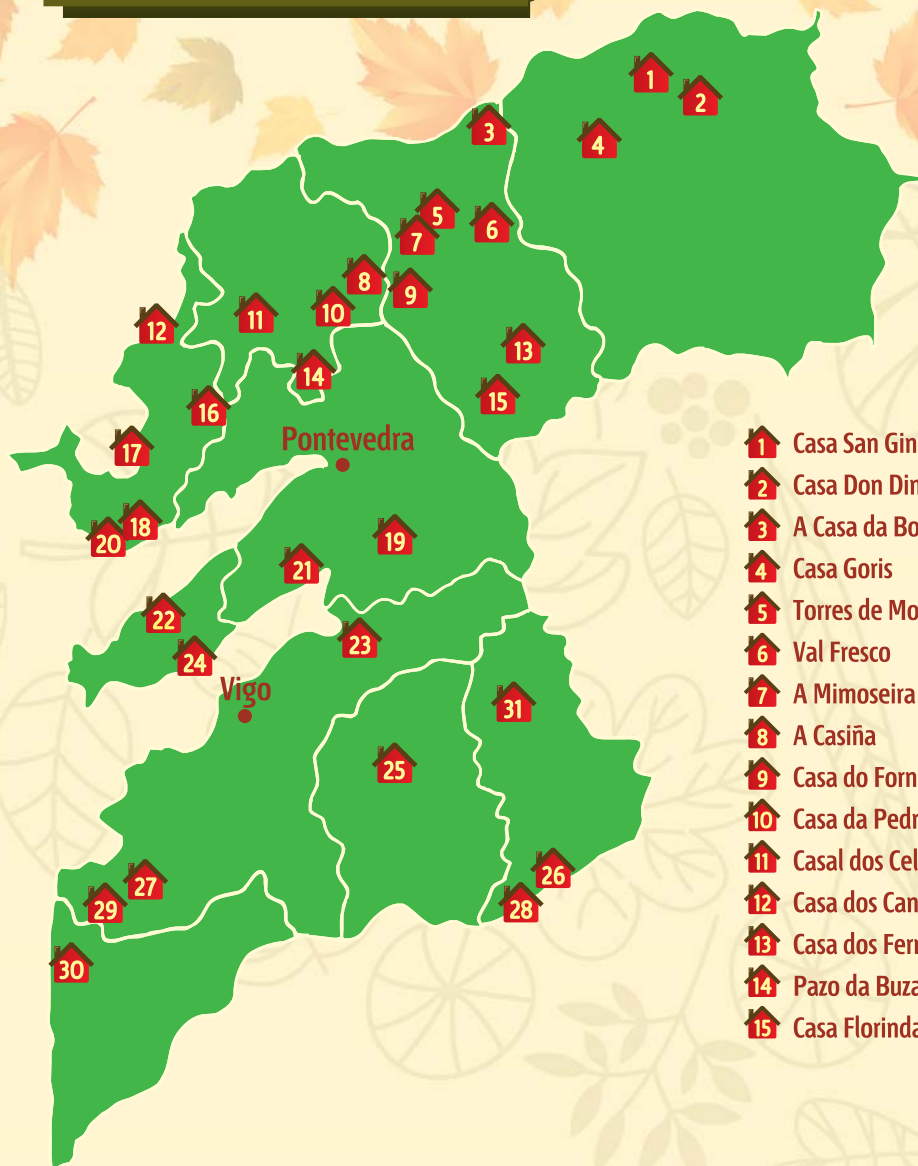 1
2
3
4
5
6
7
8
9
10
11
12
13
14
15
16
Pontevedra
17
18
19
20
21
22
23
24
Vigo
31
25
26
27
28
29
30
1 Casa San Gin
2 Casa Don Din
3 A Casa da Bo
4 Casa Goris
5 Torres de Mo
6 Val Fresco
7 A Mimoseira
8 A Casiña
9 Casa do Forn
10 Casa da Pedr
11 Casal dos Cel
12 Casa dos Can
13 Casa dos Fern
14 Pazo da Buza
15 Casa Florinda